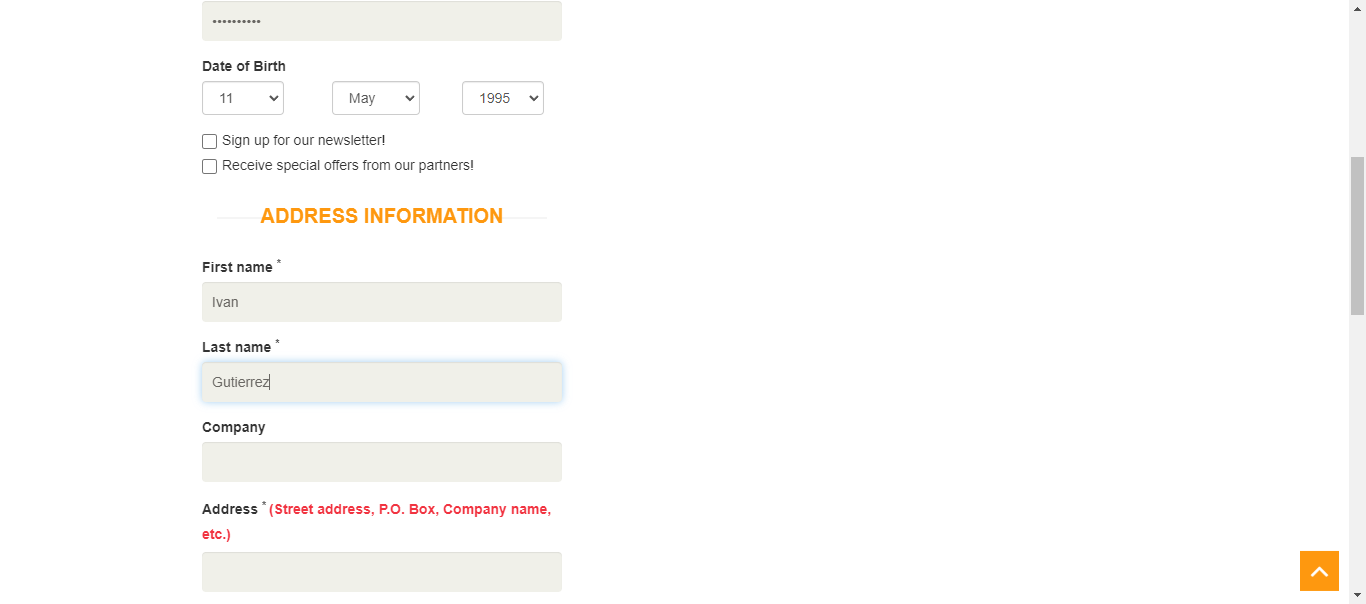 ••••••••••
Date of Birth
11 May 1995
Sign up for our newsletter!
Receive special offers from our partners!
ADDRESS INFORMATION
First name *
Ivan
Last name *
Gutierrez
Company
Address * (Street address, P.O. Box, Company name,
etc.)